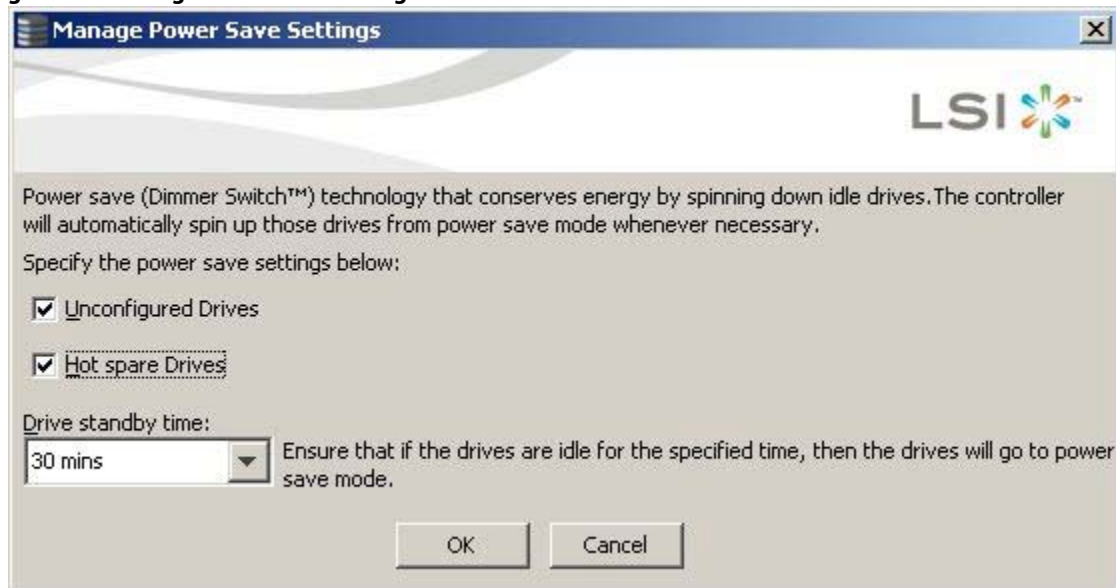 Manage Power Save Settings
LSI™
Power save (Dimmer Switch™) technology that conserves energy by spinning down idle drives.The controller
will automatically spin up those drives from power save mode whenever necessary.
Specify the power save settings below:
Unconfigured Drives
Hot spare Drives
Drive standby time:
30 mins
Ensure that if the drives are idle for the specified time, then the drives will go to power
save mode.
OK
Cancel